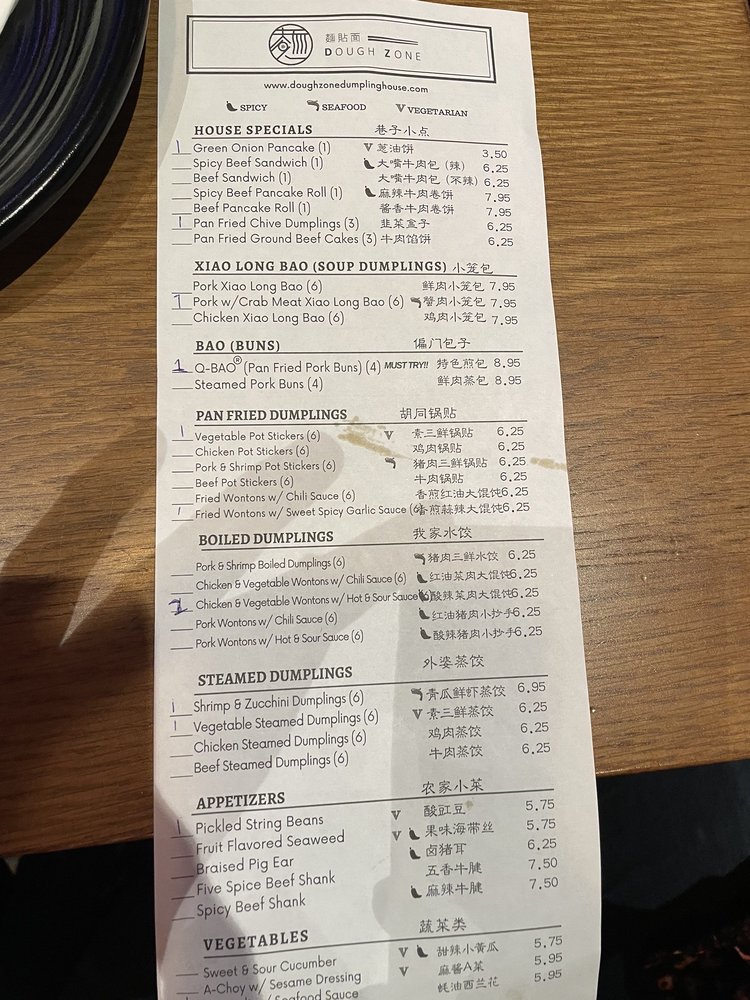 麵貼面
DOUGH ZONE
www.doughzonedumplinghouse.com
SPICY SEAFOOD VEGETARIAN
HOUSE SPECIALS 巷子小点
1 Green Onion Pancake (1) 葱油饼 3.50
Spicy Beef Sandwich (1) 大嘴牛肉包 (辣) 6.25
Beef Sandwich (1) 大嘴牛肉包 (不辣) 6.25
Spicy Beef Pancake Roll (1) 麻辣牛肉卷饼 7.95
Beef Pancake Roll (1) 酱香牛肉卷饼 7.95
1 Pan Fried Chive Dumplings (3) 韭菜盒子 6.25
Pan Fried Ground Beef Cakes (3) 牛肉馅饼 6.25
XIAO LONG BAO (SOUP DUMPLINGS) 小笼包
Pork Xiao Long Bao (6) 鲜肉小笼包 7.95
1 Pork w/Crab Meat Xiao Long Bao (6) 蟹肉小笼包 7.95
Chicken Xiao Long Bao (6) 鸡肉小笼包 7.95
BAO (BUNS) 偏门包子
1 Q-BAO® (Pan Fried Pork Buns) (4) MUST TRY!! 特色煎包 8.95
Steamed Pork Buns (4) 鲜肉蒸包 8.95
PAN FRIED DUMPLINGS 胡同锅贴
1 Vegetable Pot Stickers (6) V 素三鲜锅贴 6.25
Chicken Pot Stickers (6) 鸡肉锅贴 6.25
Pork & Shrimp Pot Stickers (6) 猪肉三鲜锅贴 6.25
Beef Pot Stickers (6) 牛肉锅贴 6.25
Fried Wontons w/ Chili Sauce (6) 香煎红油大馄饨 6.25
1 Fried Wontons w/ Sweet Spicy Garlic Sauce (6) 香煎蒜辣大馄饨 6.25
BOILED DUMPLINGS 我家水饺
Pork & Shrimp Boiled Dumplings (6) 猪肉三鲜水饺 6.25
Chicken & Vegetable Wontons w/ Chili Sauce (6) 红油菜肉大馄饨 6.25
Chicken & Vegetable Wontons w/ Hot & Sour Sauce 酸辣菜肉大馄饨 6.25
Pork Wontons w/ Chili Sauce (6) 红油猪肉小抄手 6.25
Pork Wontons w/ Hot & Sour Sauce (6) 酸辣猪肉小抄手 6.25
STEAMED DUMPLINGS 外婆蒸饺
1 Shrimp & Zucchini Dumplings (6) 青瓜鲜虾蒸饺 6.95
1 Vegetable Steamed Dumplings (6) V 素三鲜蒸饺 6.25
Chicken Steamed Dumplings (6) 鸡肉蒸饺 6.25
Beef Steamed Dumplings (6) 牛肉蒸饺 6.25
APPETIZERS 农家小菜
1 Pickled String Beans V 酸豇豆 5.75
Fruit Flavored Seaweed V 果味海带丝 5.75
Braised Pig Ear 卤猪耳 6.25
Five Spice Beef Shank 五香牛腱 7.50
Spicy Beef Shank 麻辣牛腱 7.50
VEGETABLES 蔬菜类
Sweet & Sour Cucumber V 甜辣小黄瓜 5.75
A-Choy w/ Sesame Dressing V 麻酱A菜 5.95
Seafood Sauce 蚝油西兰花 5.95